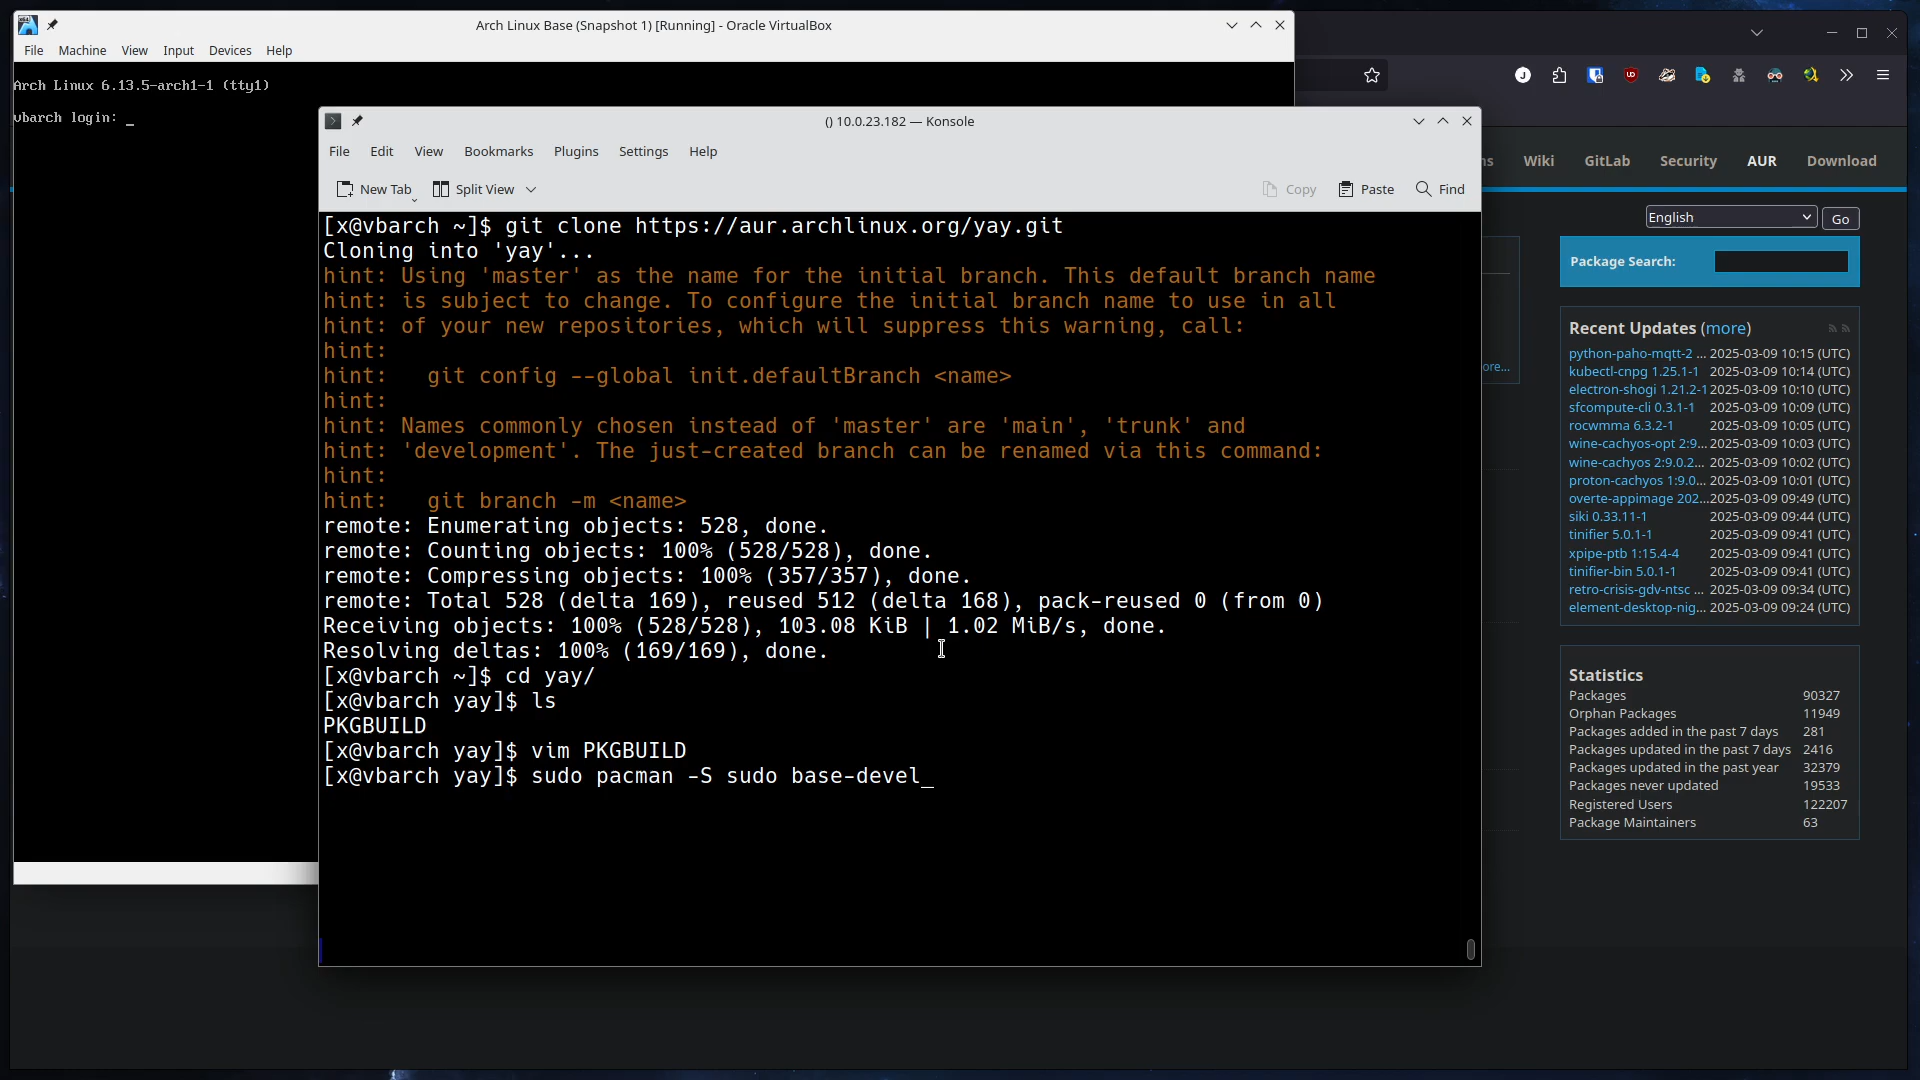 Arch Linux Base (Snapshot 1) [Running] - Oracle VirtualBox
File Machine View Input Devices Help
Arch Linux 6.13.5-arch1-1 (tty1)
vbarch login: _
() 10.0.23.182 — Konsole
File Edit View Bookmarks Plugins Settings Help
New Tab Split View Copy Paste Find
[x@vbarch ~]$ git clone https://aur.archlinux.org/yay.git
Cloning into 'yay'...
hint: Using 'master' as the name for the initial branch. This default branch name
hint: is subject to change. To configure the initial branch name to use in all
hint: of your new repositories, which will suppress this warning, call:
hint:
hint:   git config --global init.defaultBranch <name>
hint:
hint: Names commonly chosen instead of 'master' are 'main', 'trunk' and
hint: 'development'. The just-created branch can be renamed via this command:
hint:
hint:   git branch -m <name>
remote: Enumerating objects: 528, done.
remote: Counting objects: 100% (528/528), done.
remote: Compressing objects: 100% (357/357), done.
remote: Total 528 (delta 169), reused 512 (delta 168), pack-reused 0 (from 0)
Receiving objects: 100% (528/528), 103.08 KiB | 1.02 MiB/s, done.
Resolving deltas: 100% (169/169), done.
[x@vbarch ~]$ cd yay/
[x@vbarch yay]$ ls
PKGBUILD
[x@vbarch yay]$ vim PKGBUILD
[x@vbarch yay]$ sudo pacman -S sudo base-devel_
J
UD
ns Wiki GitLab Security AUR Download
English Go
Package Search:
ore...
Recent Updates (more)
python-paho-mqtt-2 ... 2025-03-09 10:15 (UTC)
kubectl-cnpg 1.25.1-1 2025-03-09 10:14 (UTC)
electron-shogi 1.21.2-1 2025-03-09 10:10 (UTC)
sfcompute-cli 0.3.1-1 2025-03-09 10:09 (UTC)
rocwmma 6.3.2-1 2025-03-09 10:05 (UTC)
wine-cachyos-opt 2:9... 2025-03-09 10:03 (UTC)
wine-cachyos 2:9.0.2... 2025-03-09 10:02 (UTC)
proton-cachyos 1:9.0... 2025-03-09 10:01 (UTC)
overte-appimage 202... 2025-03-09 09:49 (UTC)
siki 0.33.11-1 2025-03-09 09:44 (UTC)
tinifier 5.0.1-1 2025-03-09 09:41 (UTC)
xpipe-ptb 1:15.4-4 2025-03-09 09:41 (UTC)
tinifier-bin 5.0.1-1 2025-03-09 09:41 (UTC)
retro-crisis-gdv-ntsc ... 2025-03-09 09:34 (UTC)
element-desktop-nig... 2025-03-09 09:24 (UTC)
Statistics
Packages 90327
Orphan Packages 11949
Packages added in the past 7 days 281
Packages updated in the past 7 days 2416
Packages updated in the past year 32379
Packages never updated 19533
Registered Users 122207
Package Maintainers 63